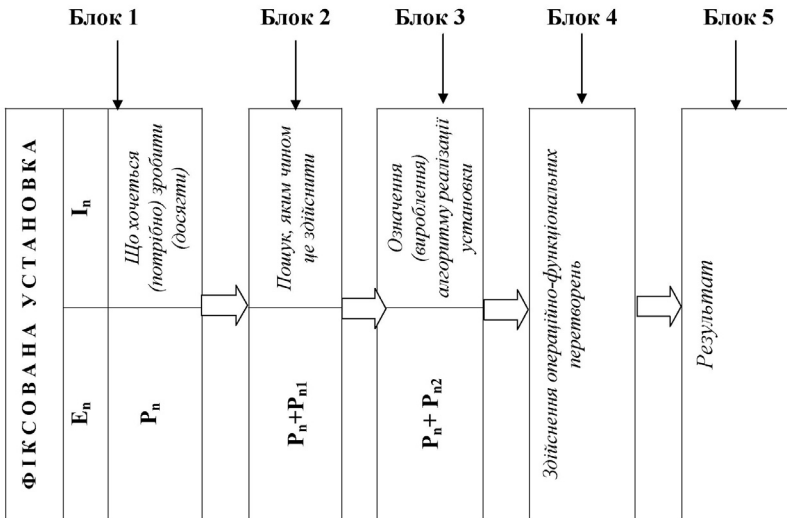 Блок 1
Блок 2
Блок 3
Блок 4
Блок 5
ФІКСОВАНА УСТАНОВКА
Iₙ
Eₙ
Що хочеться
(потрібно) зробити
(досягти)
Pₙ
Пошук, яким чином
це здійснити
Pₙ+Pₙ₁
Означення
(вироблення)
алгоритму реалізації
установки
Pₙ+ Pₙ₂
Здійснення операційно-функціональних
перетворень
Результат